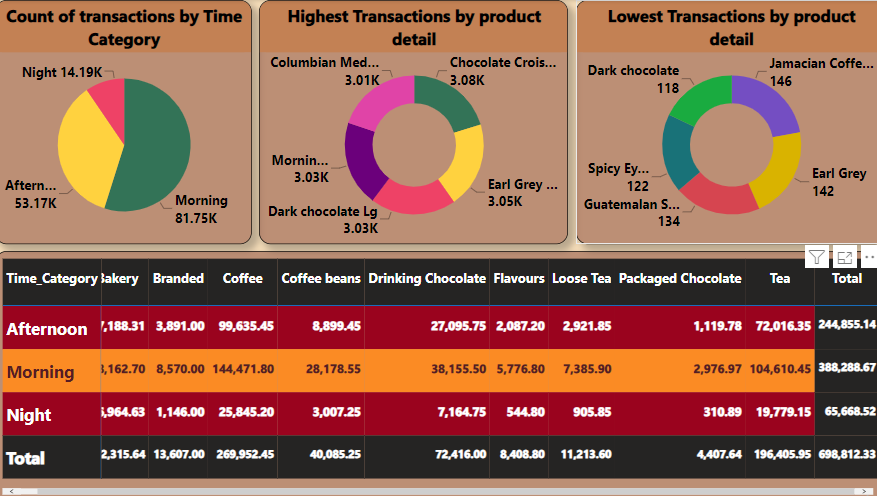 Count of transactions by Time
Category
Night 14.19K
Aftern...
53.17K
Morning
81.75K
Highest Transactions by product
detail
Columbian Med...
3.01K
Chocolate Crois...
3.08K
Mornin...
3.03K
Earl Grey ...
3.05K
Dark chocolate Lg
3.03K
Lowest Transactions by product
detail
Dark chocolate
118
Jamacian Coffe...
146
Spicy Ey...
122
Earl Grey
142
Guatemalan S...
134
Time_Category Bakery Branded Coffee Coffee beans Drinking Chocolate Flavours Loose Tea Packaged Chocolate Tea Total
Afternoon 7,188.31 3,891.00 99,635.45 8,899.45 27,095.75 2,087.20 2,921.85 1,119.78 72,016.35 244,855.14
Morning ,162.70 8,570.00 144,471.80 28,178.55 38,155.50 5,776.80 7,385.90 2,976.97 104,610.45 388,288.67
Night ,964.63 1,146.00 25,845.20 3,007.25 7,164.75 544.80 905.85 310.89 19,779.15 65,668.52
Total 2,315.64 13,607.00 269,952.45 40,085.25 72,416.00 8,408.80 11,213.60 4,407.64 196,405.95 698,812.33